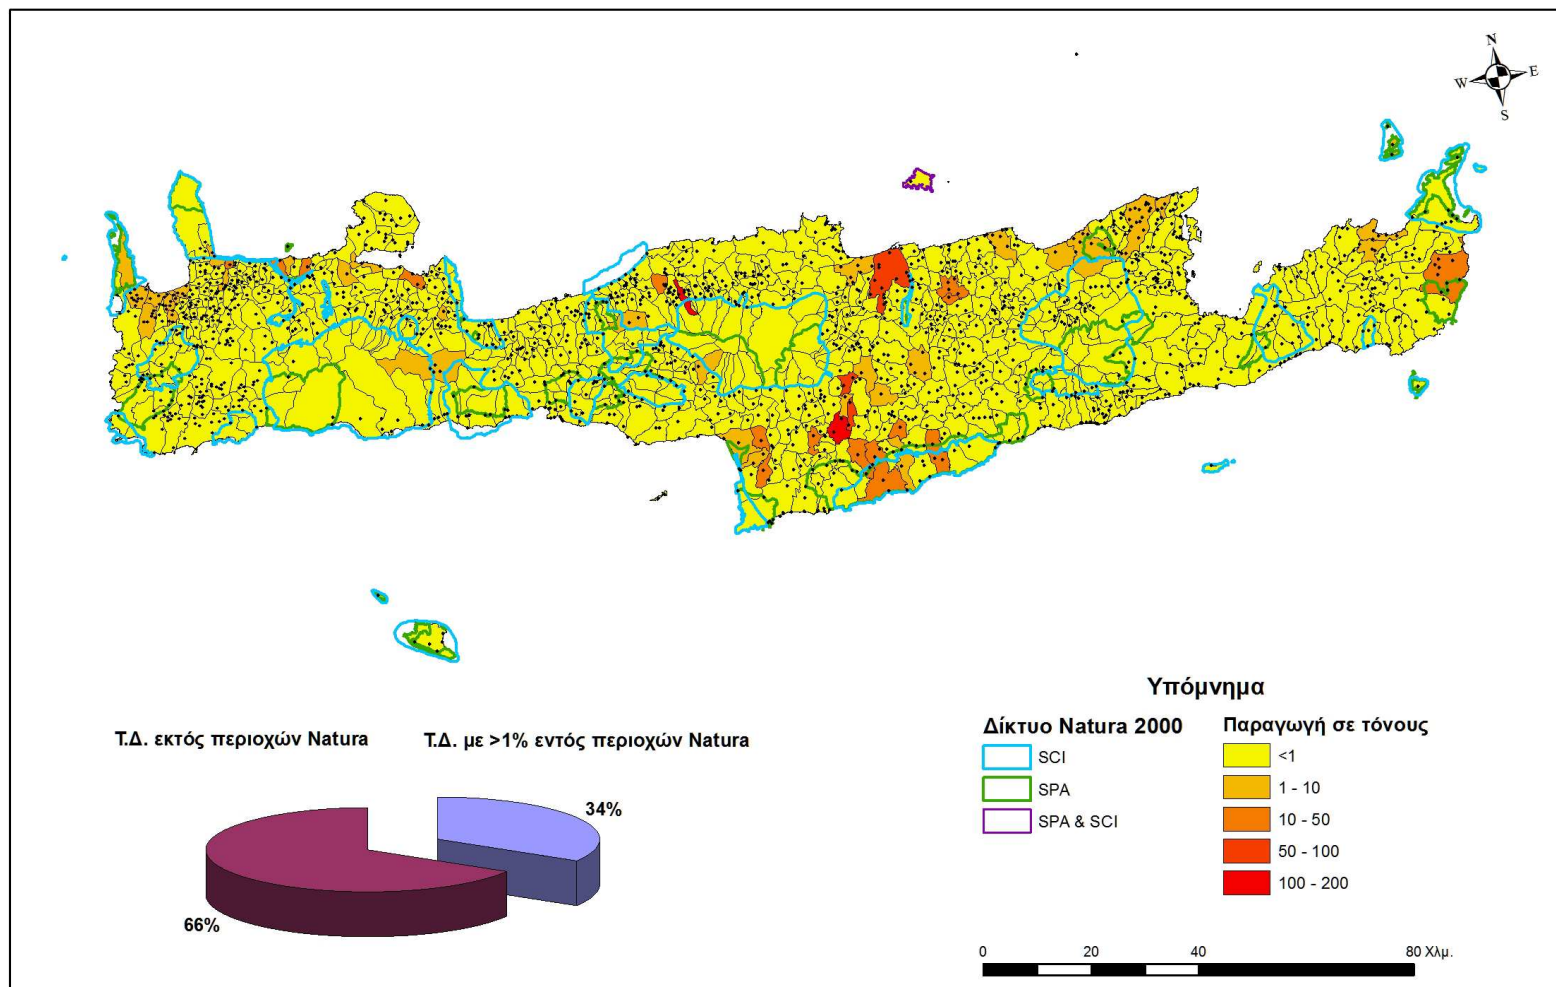 N
W E
S
Υπόμνημα
Δίκτυο Natura 2000 Παραγωγή σε τόνους
SCI <1
SPA 1 - 10
SPA & SCI 10 - 50
50 - 100
100 - 200
Τ.Δ. εκτός περιοχών Natura Τ.Δ. με >1% εντός περιοχών Natura
34%
66%
0 20 40 80 Χλμ.